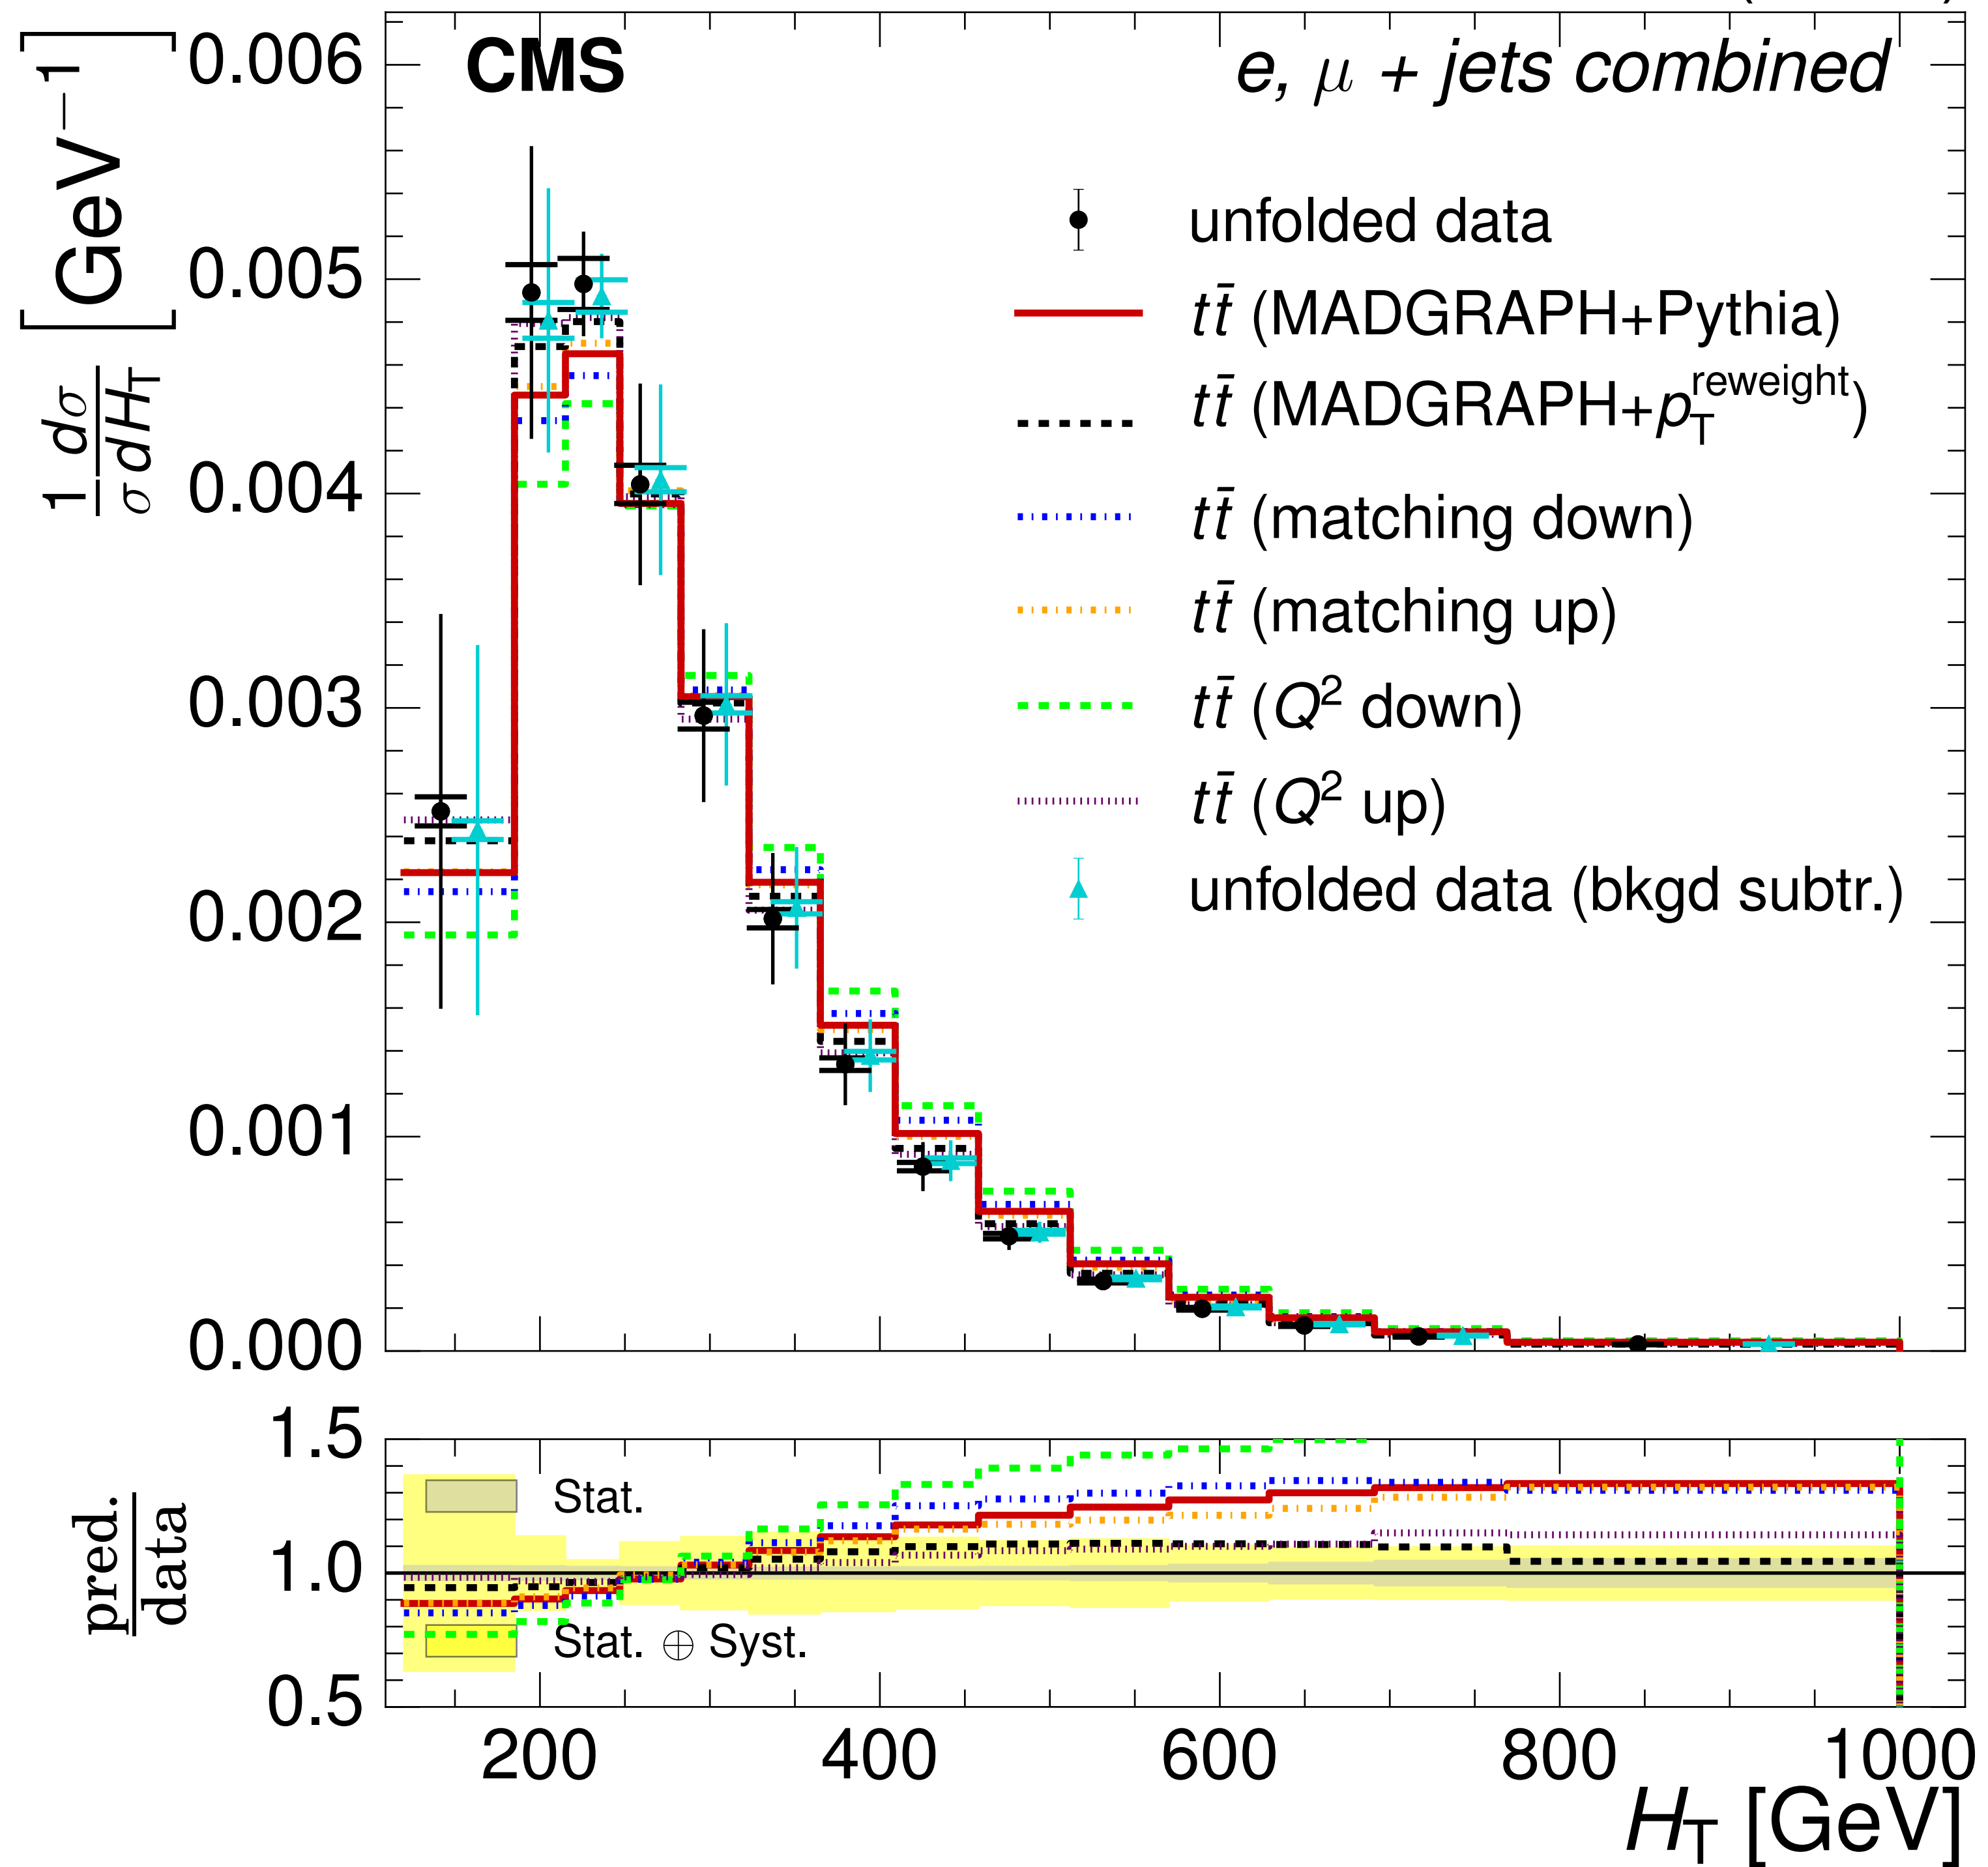 CMS
e, μ + jets combined
1/σ dσ/dH_T [GeV⁻¹]
0.006
0.005
0.004
0.003
0.002
0.001
0.000
unfolded data
tt̄ (MADGRAPH+Pythia)
tt̄ (MADGRAPH+p_T^reweight)
tt̄ (matching down)
tt̄ (matching up)
tt̄ (Q² down)
tt̄ (Q² up)
unfolded data (bkgd subtr.)
pred./data
1.5
1.0
0.5
Stat.
Stat. ⊕ Syst.
200 400 600 800 1000
H_T [GeV]